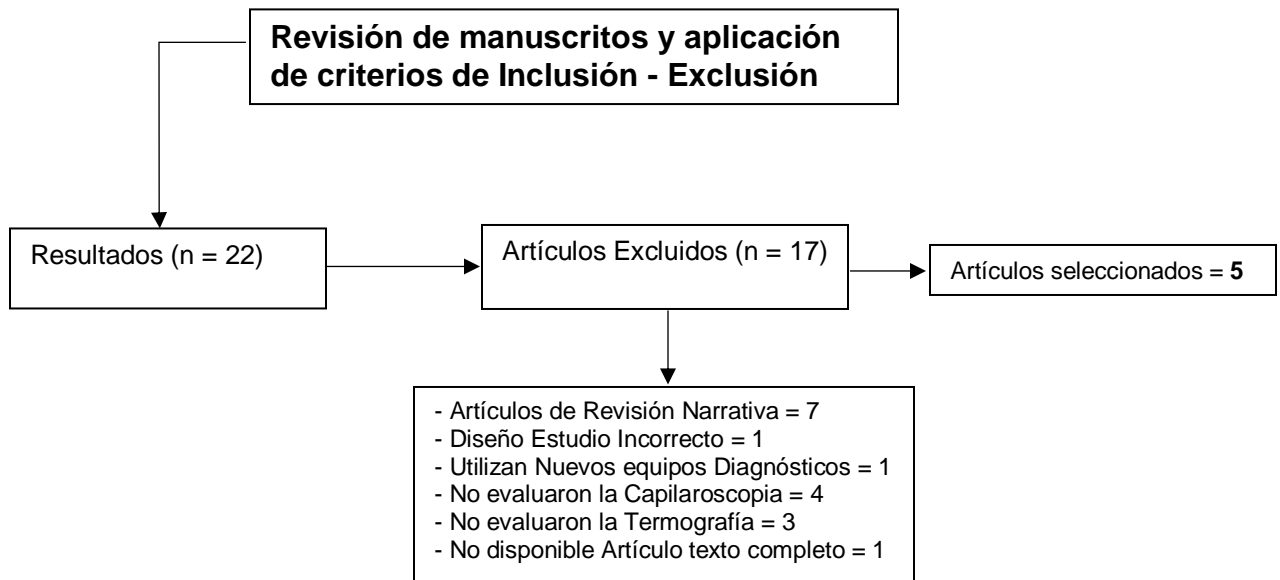 Revisión de manuscritos y aplicación
de criterios de Inclusión - Exclusión
Resultados (n = 22)
Artículos Excluidos (n = 17)
Artículos seleccionados = 5
- Artículos de Revisión Narrativa = 7
- Diseño Estudio Incorrecto = 1
- Utilizan Nuevos equipos Diagnósticos = 1
- No evaluaron la Capilaroscopia = 4
- No evaluaron la Termografía = 3
- No disponible Artículo texto completo = 1